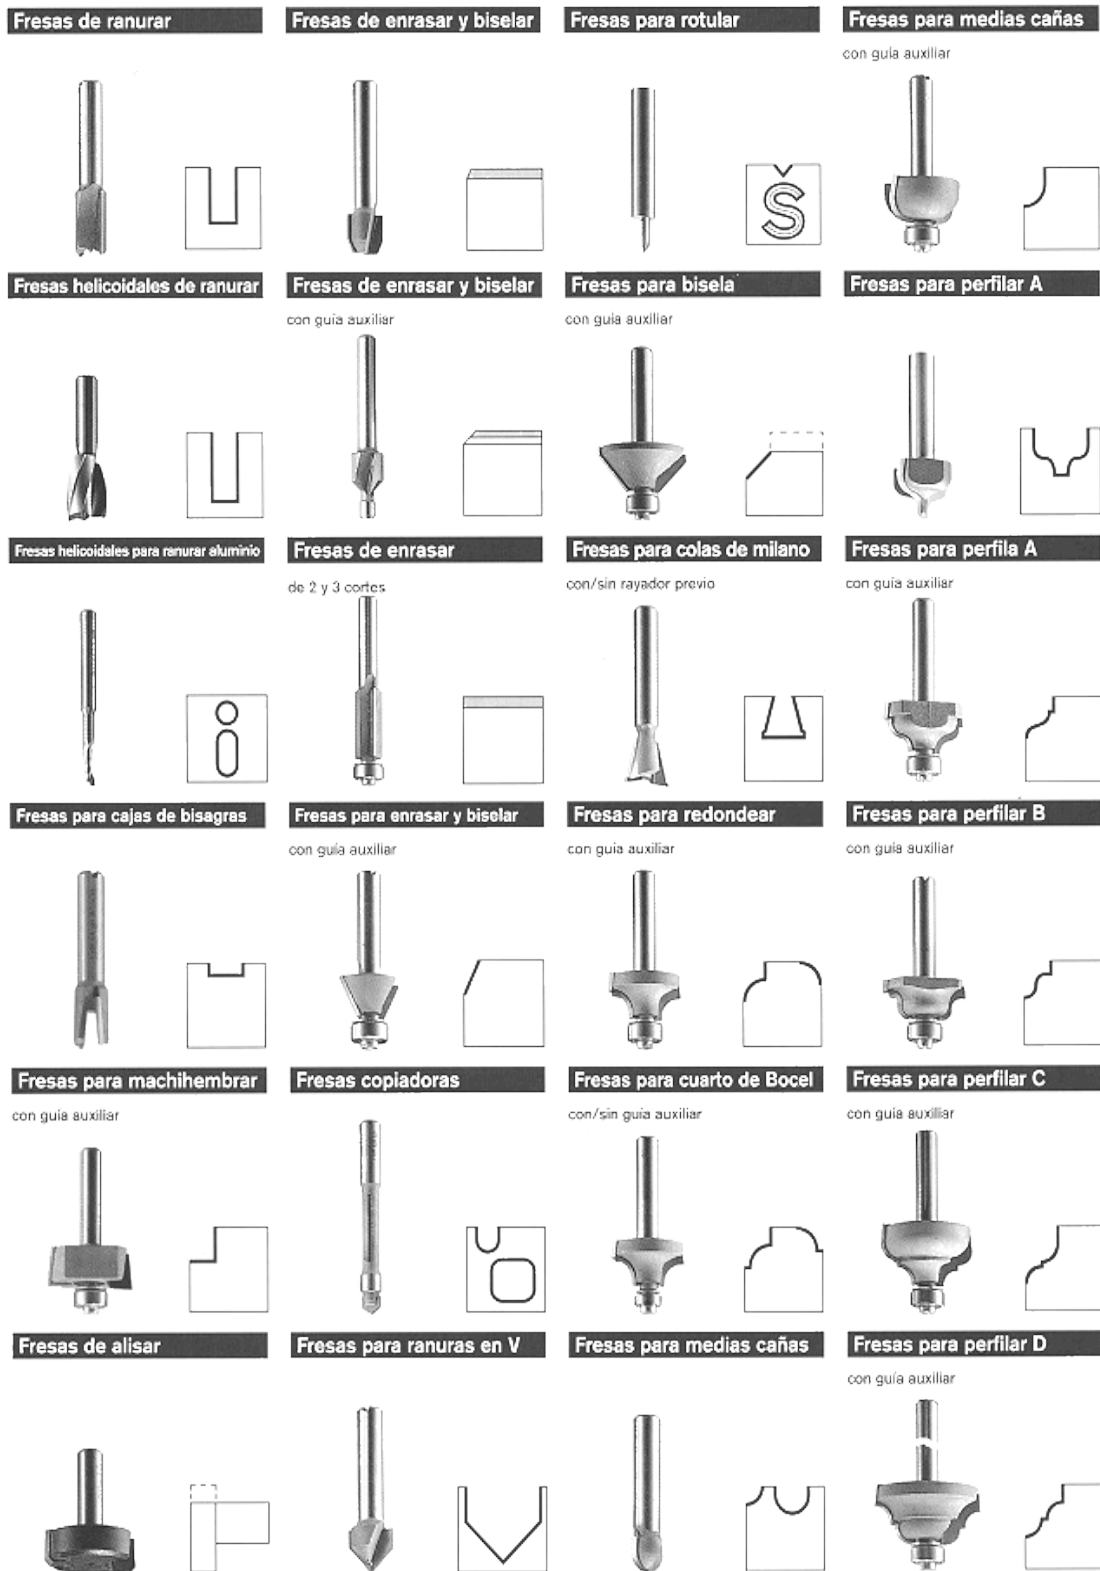 Fresas de ranurar
Fresas de enrasar y biselar
Fresas para rotular
Fresas para medias cañas
con guía auxiliar
S
Fresas helicoidales de ranurar
Fresas de enrasar y biselar
con guía auxiliar
Fresas para bisela
con guía auxiliar
Fresas para perfilar A
Fresas helicoidales para ranurar aluminio
Fresas de enrasar
de 2 y 3 cortes
Fresas para colas de milano
con/sin rayador previo
Fresas para perfila A
con guía auxiliar
Fresas para cajas de bisagras
Fresas para enrasar y biselar
con guía auxiliar
Fresas para redondear
con guía auxiliar
Fresas para perfilar B
con guía auxiliar
Fresas para machihembrar
con guía auxiliar
Fresas copiadoras
Fresas para cuarto de Bocel
con/sin guía auxiliar
Fresas para perfilar C
con guía auxiliar
Fresas de alisar
Fresas para ranuras en V
Fresas para medias cañas
Fresas para perfilar D
con guía auxiliar